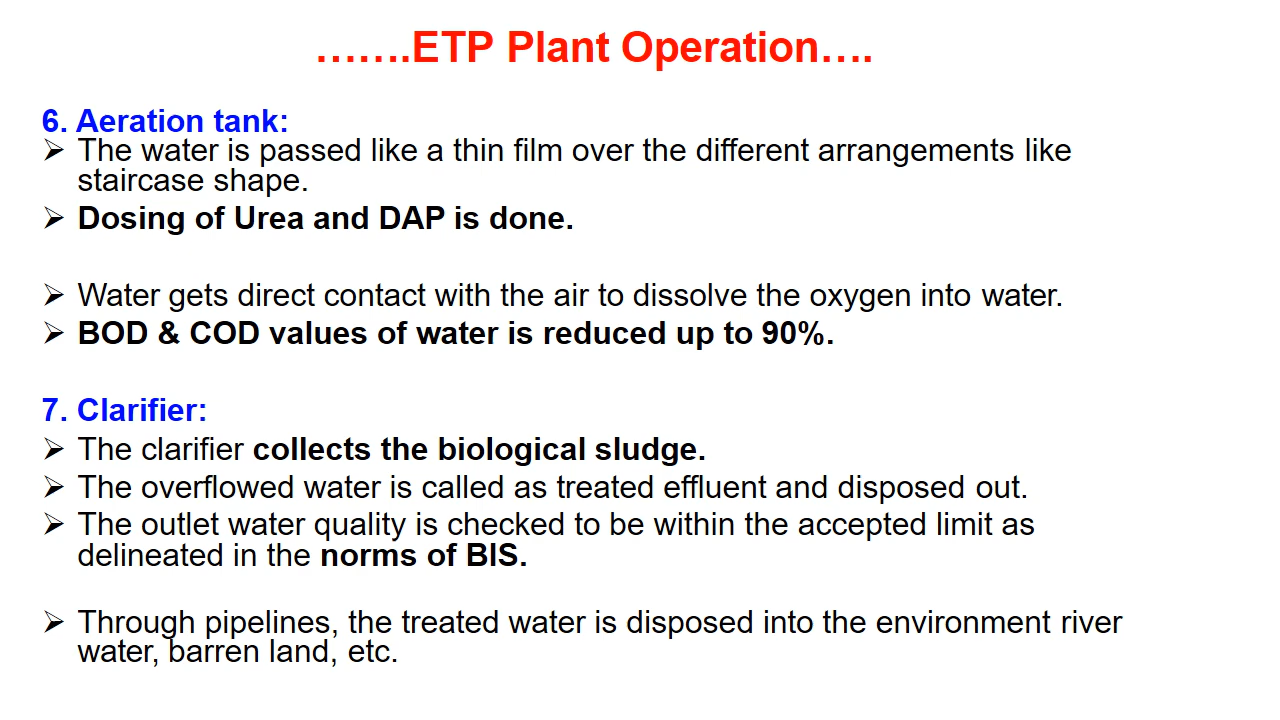 …….ETP Plant Operation….
6. Aeration tank:
➢ The water is passed like a thin film over the different arrangements like
staircase shape.
➢ Dosing of Urea and DAP is done.
➢ Water gets direct contact with the air to dissolve the oxygen into water.
➢ BOD & COD values of water is reduced up to 90%.
7. Clarifier:
➢ The clarifier collects the biological sludge.
➢ The overflowed water is called as treated effluent and disposed out.
➢ The outlet water quality is checked to be within the accepted limit as
delineated in the norms of BIS.
➢ Through pipelines, the treated water is disposed into the environment river
water, barren land, etc.